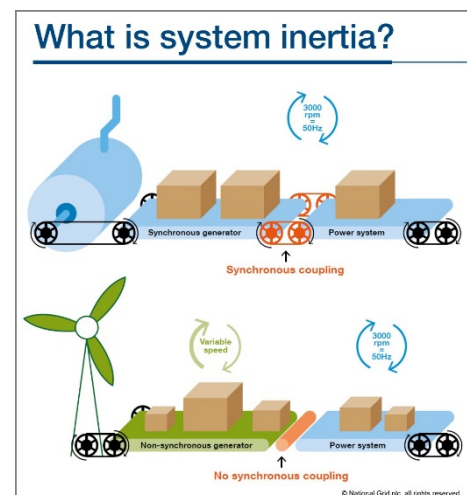 What is system inertia?
3000
rpm
=
50Hz
Synchronous generator
Power system
Synchronous coupling
Variable
speed
3000
rpm
=
50Hz
Non-synchronous generator
Power system
No synchronous coupling
© National Grid plc, all rights reserved